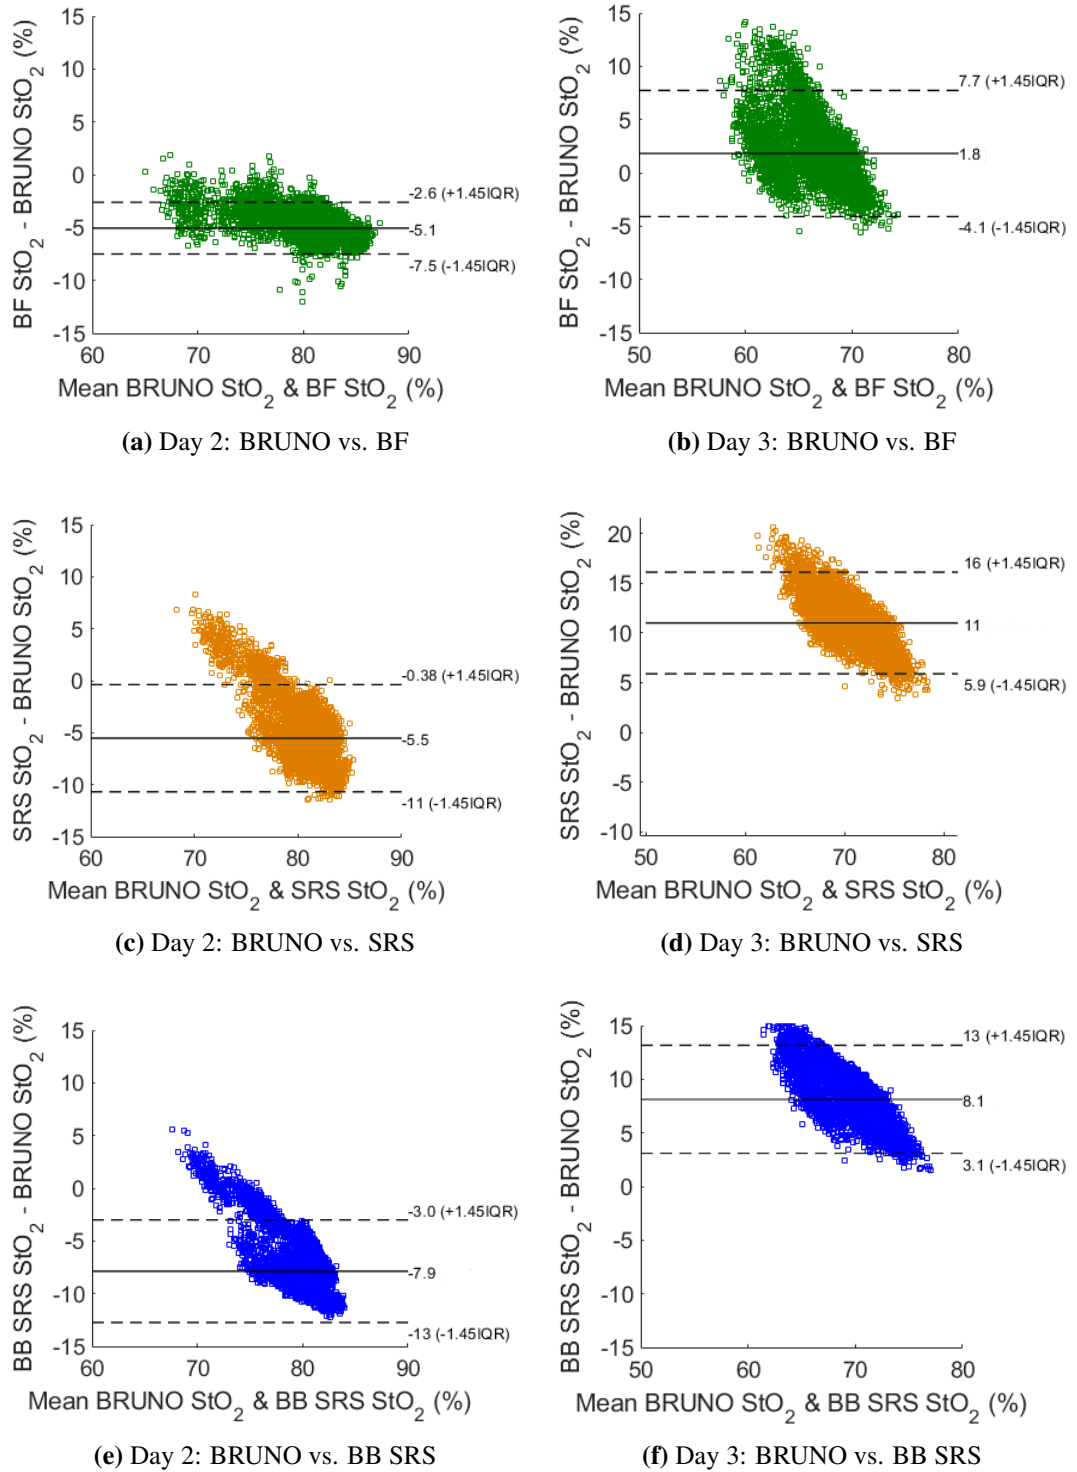 BF StO2 - BRUNO StO2 (%)
15
10
5
0
-5
-10
-15
-2.6 (+1.45IQR)
-5.1
-7.5 (-1.45IQR)
60 70 80 90
Mean BRUNO StO2 & BF StO2 (%)
(a) Day 2: BRUNO vs. BF
BF StO2 - BRUNO StO2 (%)
15
10
5
0
-5
-10
-15
7.7 (+1.45IQR)
1.8
-4.1 (-1.45IQR)
50 60 70 80
Mean BRUNO StO2 & BF StO2 (%)
(b) Day 3: BRUNO vs. BF
SRS StO2 - BRUNO StO2 (%)
15
10
5
0
-5
-10
-15
-0.38 (+1.45IQR)
-5.5
-11 (-1.45IQR)
60 70 80 90
Mean BRUNO StO2 & SRS StO2 (%)
(c) Day 2: BRUNO vs. SRS
SRS StO2 - BRUNO StO2 (%)
20
15
10
5
0
-5
-10
16 (+1.45IQR)
11
5.9 (-1.45IQR)
50 60 70 80
Mean BRUNO StO2 & SRS StO2 (%)
(d) Day 3: BRUNO vs. SRS
BB SRS StO2 - BRUNO StO2 (%)
15
10
5
0
-5
-10
-15
-3.0 (+1.45IQR)
-7.9
-13 (-1.45IQR)
60 70 80 90
Mean BRUNO StO2 & BB SRS StO2 (%)
(e) Day 2: BRUNO vs. BB SRS
BB SRS StO2 - BRUNO StO2 (%)
15
10
5
0
-5
-10
-15
13 (+1.45IQR)
8.1
3.1 (-1.45IQR)
50 60 70 80
Mean BRUNO StO2 & BB SRS StO2 (%)
(f) Day 3: BRUNO vs. BB SRS